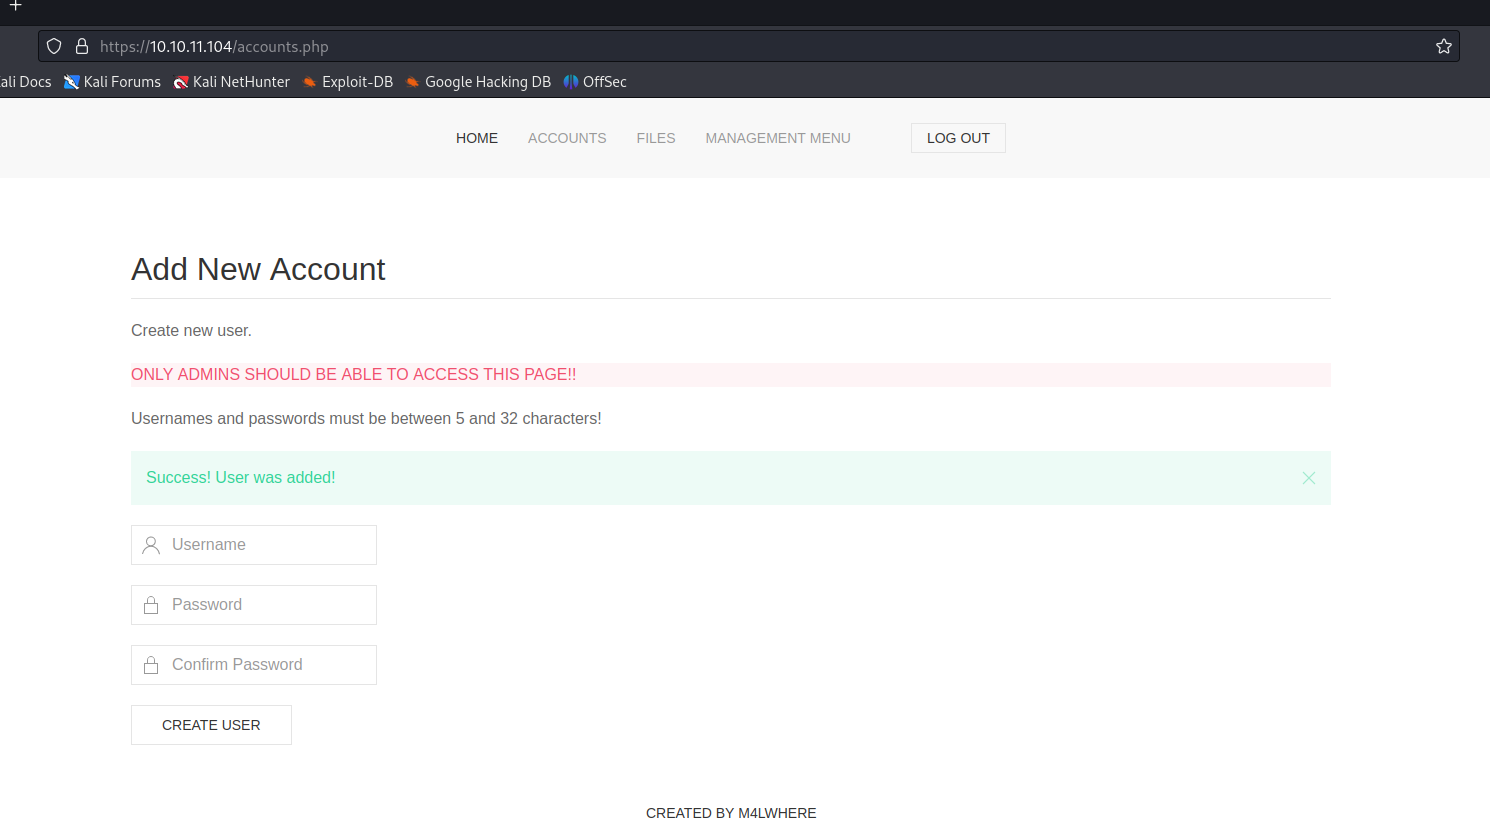 https://10.10.11.104/accounts.php
ali Docs Kali Forums Kali NetHunter Exploit-DB Google Hacking DB OffSec
HOME ACCOUNTS FILES MANAGEMENT MENU LOG OUT
Add New Account
Create new user.
ONLY ADMINS SHOULD BE ABLE TO ACCESS THIS PAGE!!
Usernames and passwords must be between 5 and 32 characters!
Success! User was added!
Username
Password
Confirm Password
CREATE USER
CREATED BY M4LWHERE